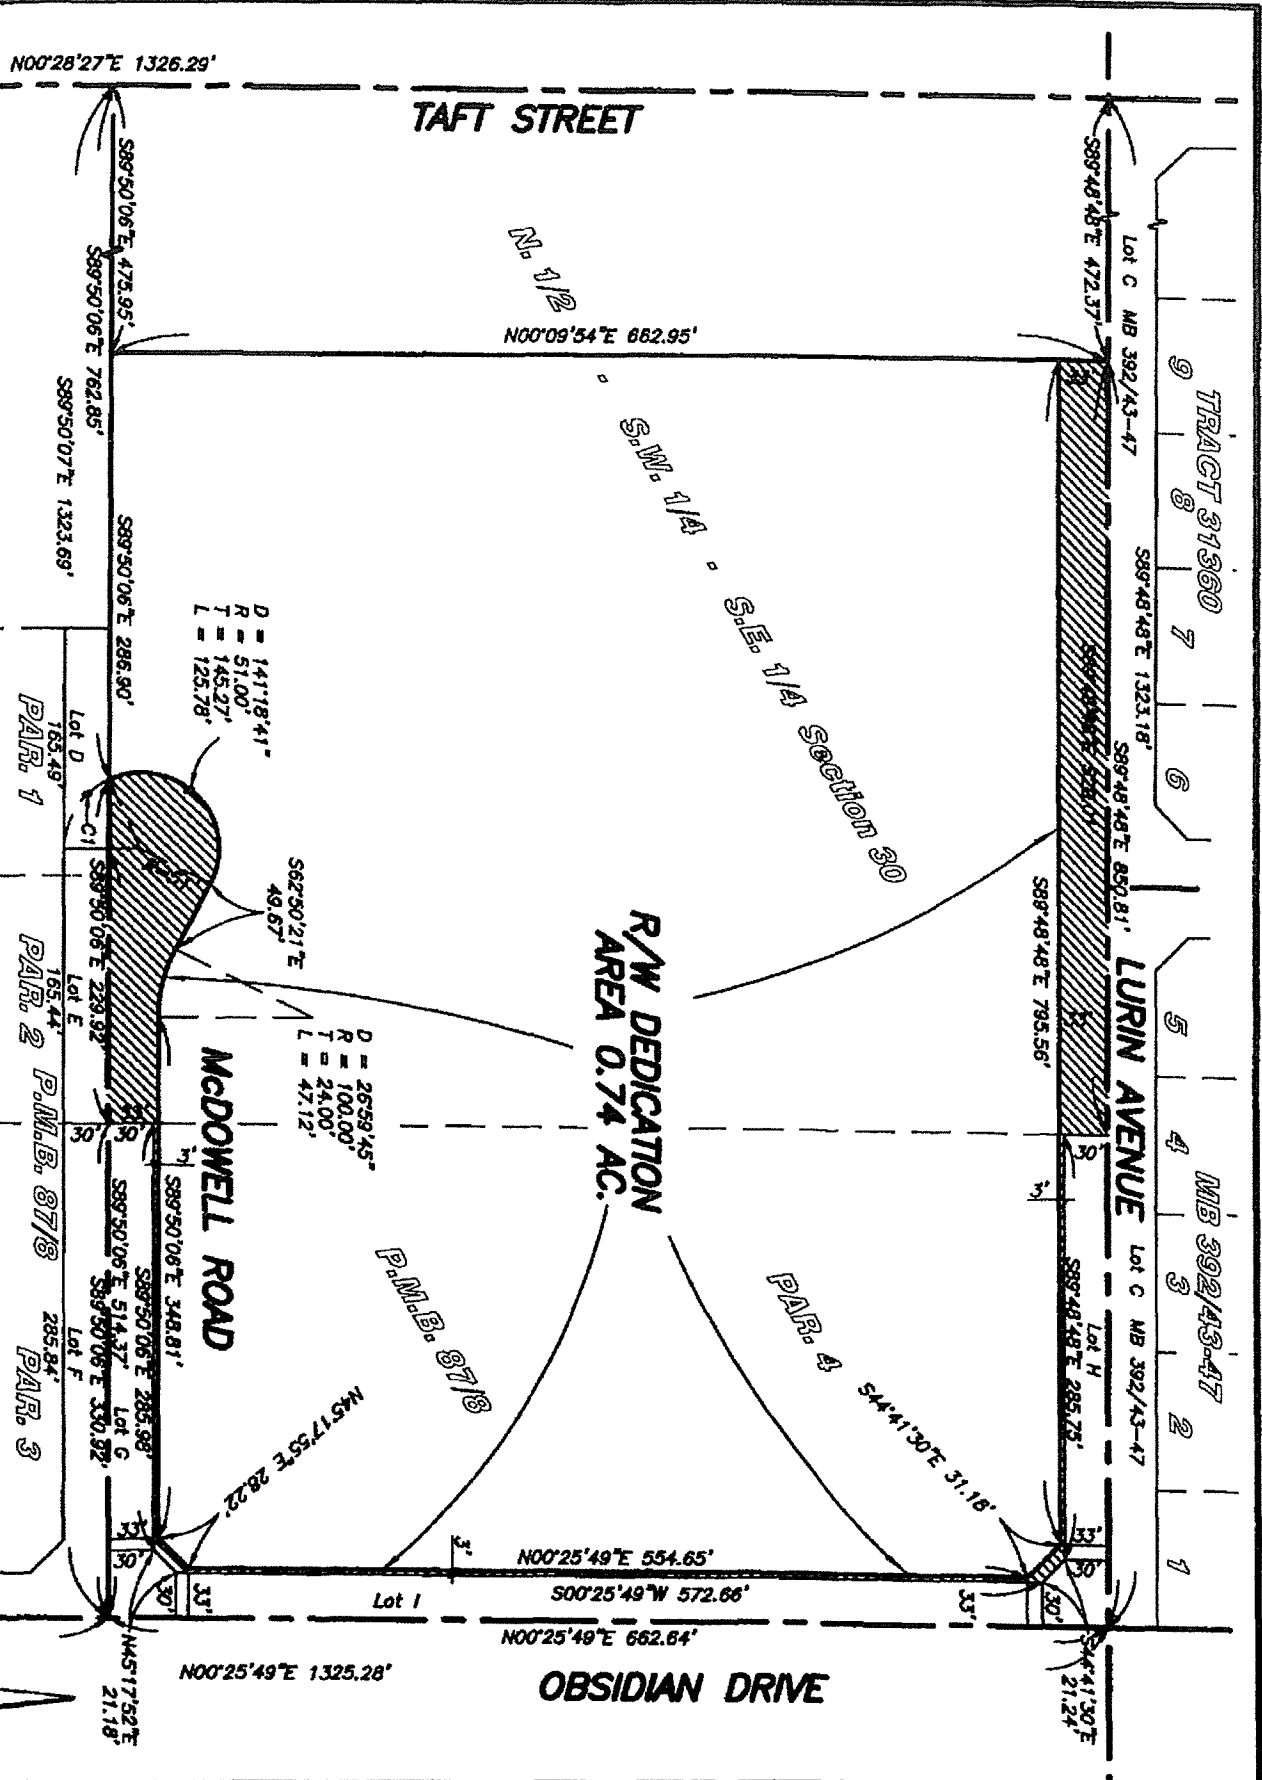 N00°28'27"E 1326.29'
TAFT STREET
S89°50'06"E 475.95'
S89°50'06"E 762.85'
S89°50'07"E 1323.69'
S89°50'06"E 286.90'
S89°48'48"E 472.37'
Lot C MB 392/43-47
TRACT 31360
9
8
7
6
5
4
3
2
1
MB 392/43-47
S89°48'48"E 1323.18'
S89°48'48"E 850.81'
LURIN AVENUE
Lot C MB 392/43-47
N00°09'54"E 662.95'
N. 1/2 . S.W. 1/4 . S.E. 1/4 Section 30
S89°48'48"E 795.56'
33'
30'
3'
Lot H
S89°48'48"E 285.75'
D = 141°18'41"
R = 51.00'
T = 145.27'
L = 125.78'
S62°50'21"E
49.67'
D = 26°59'45"
R = 100.00'
T = 24.00'
L = 47.12'
R/W DEDICATION
AREA 0.74 AC.
McDOWELL ROAD
P.M.B. 87/8
PAR. 4
Lot D
165.49'
PAR. 1
C1
S89°50'06"E 229.92'
Lot E
165.44'
PAR. 2 P.M.B. 87/8
33'
30'
30'
3'
S89°50'06"E 348.81'
S89°50'06"E 285.98'
S89°50'06"E 514.37'
Lot G
S89°50'06"E 330.92'
Lot F
285.84'
PAR. 3
N45°17'55"E 28.22'
S44°41'30"E 31.18'
33'
30'
33'
30'
3'
N00°25'49"E 554.65'
S00°25'49"W 572.66'
Lot I
30'
33'
33'
30'
N00°25'49"E 662.64'
N00°25'49"E 1325.28'
OBSIDIAN DRIVE
N45°17'52"E
21.18'
S44°41'30"E
21.24'